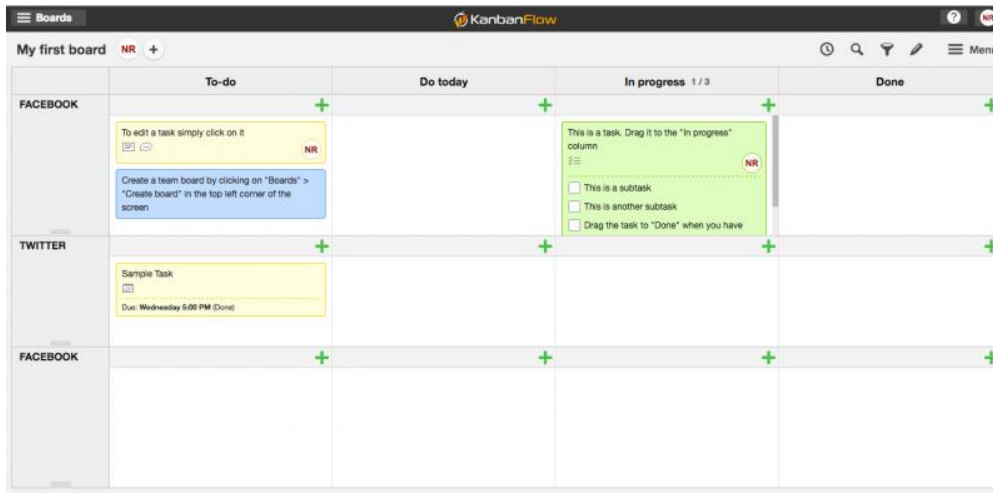 Boards
KanbanFlow
?
NR
My first board NR +
Menu
To-do
Do today
In progress 1 / 3
Done
FACEBOOK
To edit a task simply click on it
NR
Create a team board by clicking on "Boards" >
"Create board" in the top left corner of the
screen
This is a task. Drag it to the "In progress"
column
NR
This is a subtask
This is another subtask
Drag the task to "Done" when you have
TWITTER
Sample Task
Due: Wednesday 5:00 PM (Done)
FACEBOOK